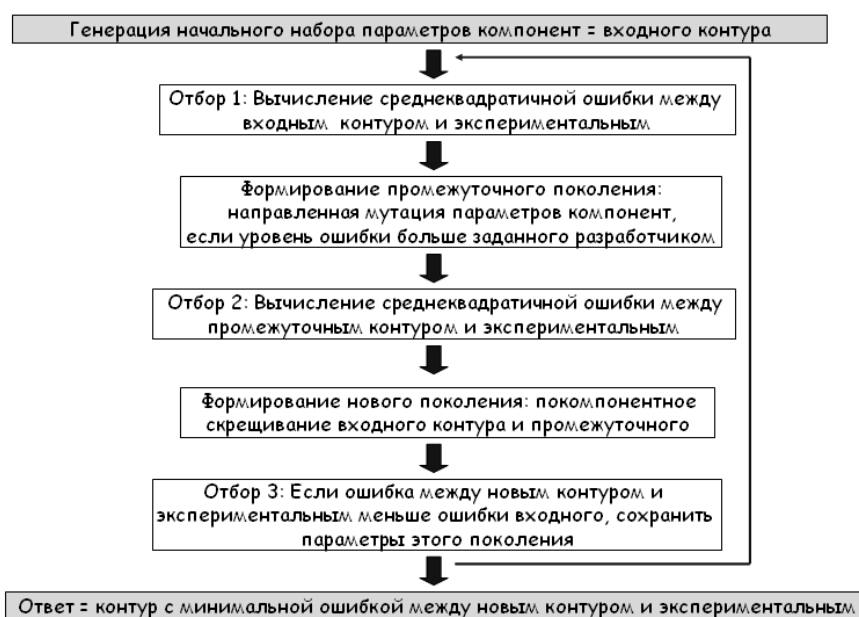 Генерация начального набора параметров компонент = входного контура
Отбор 1: Вычисление среднеквадратичной ошибки между
входным контуром и экспериментальным
Формирование промежуточного поколения:
направленная мутация параметров компонент,
если уровень ошибки больше заданного разработчиком
Отбор 2: Вычисление среднеквадратичной ошибки между
промежуточным контуром и экспериментальным
Формирование нового поколения: покомпонентное
скрещивание входного контура и промежуточного
Отбор 3: Если ошибка между новым контуром и
экспериментальным меньше ошибки входного, сохранить
параметры этого поколения
Ответ = контур с минимальной ошибкой между новым контуром и экспериментальным